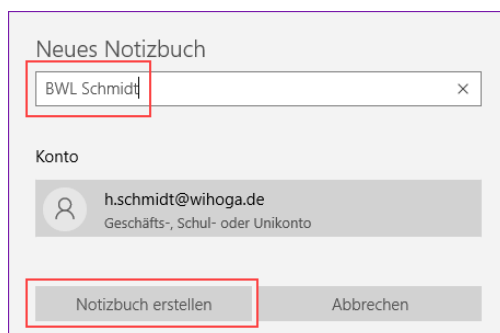 Neues Notizbuch
BWL Schmidt
Konto
h.schmidt@wihoga.de
Geschäfts-, Schul- oder Unikonto
Notizbuch erstellen
Abbrechen